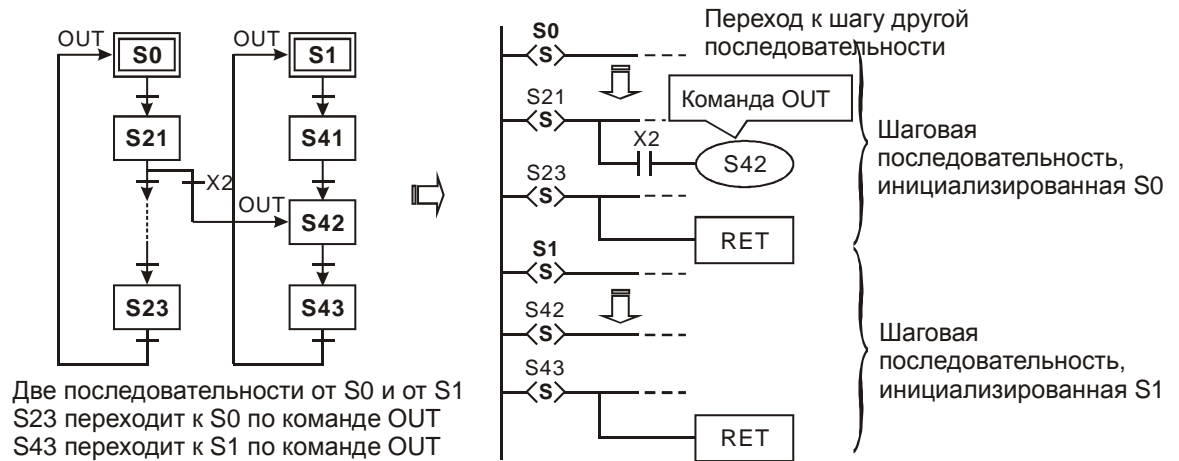 OUT
S0
OUT
S1
S21
S41
X2
OUT
S42
S23
S43
Две последовательности от S0 и от S1
S23 переходит к S0 по команде OUT
S43 переходит к S1 по команде OUT
Переход к шагу другой
последовательности
S0
S
S21
S
Команда OUT
X2
S42
S23
S
RET
S1
S
S42
S
S43
S
RET
Шаговая
последовательность,
инициализированная S0
Шаговая
последовательность,
инициализированная S1